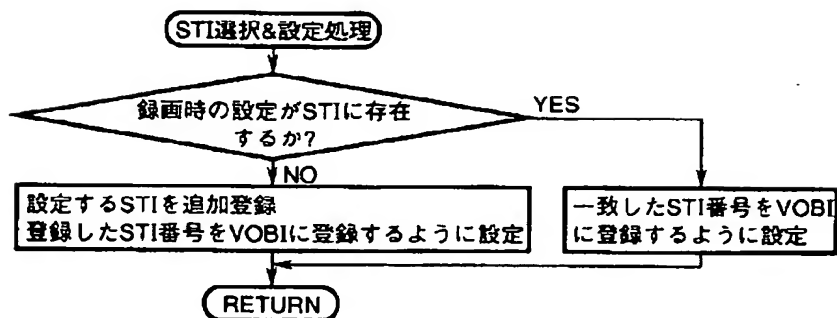 STI選択&設定処理
録画時の設定がSTIに存在
するか?
YES
NO
設定するSTIを追加登録
登録したSTI番号をVOBIに登録するように設定
一致したSTI番号をVOBI
に登録するように設定
RETURN